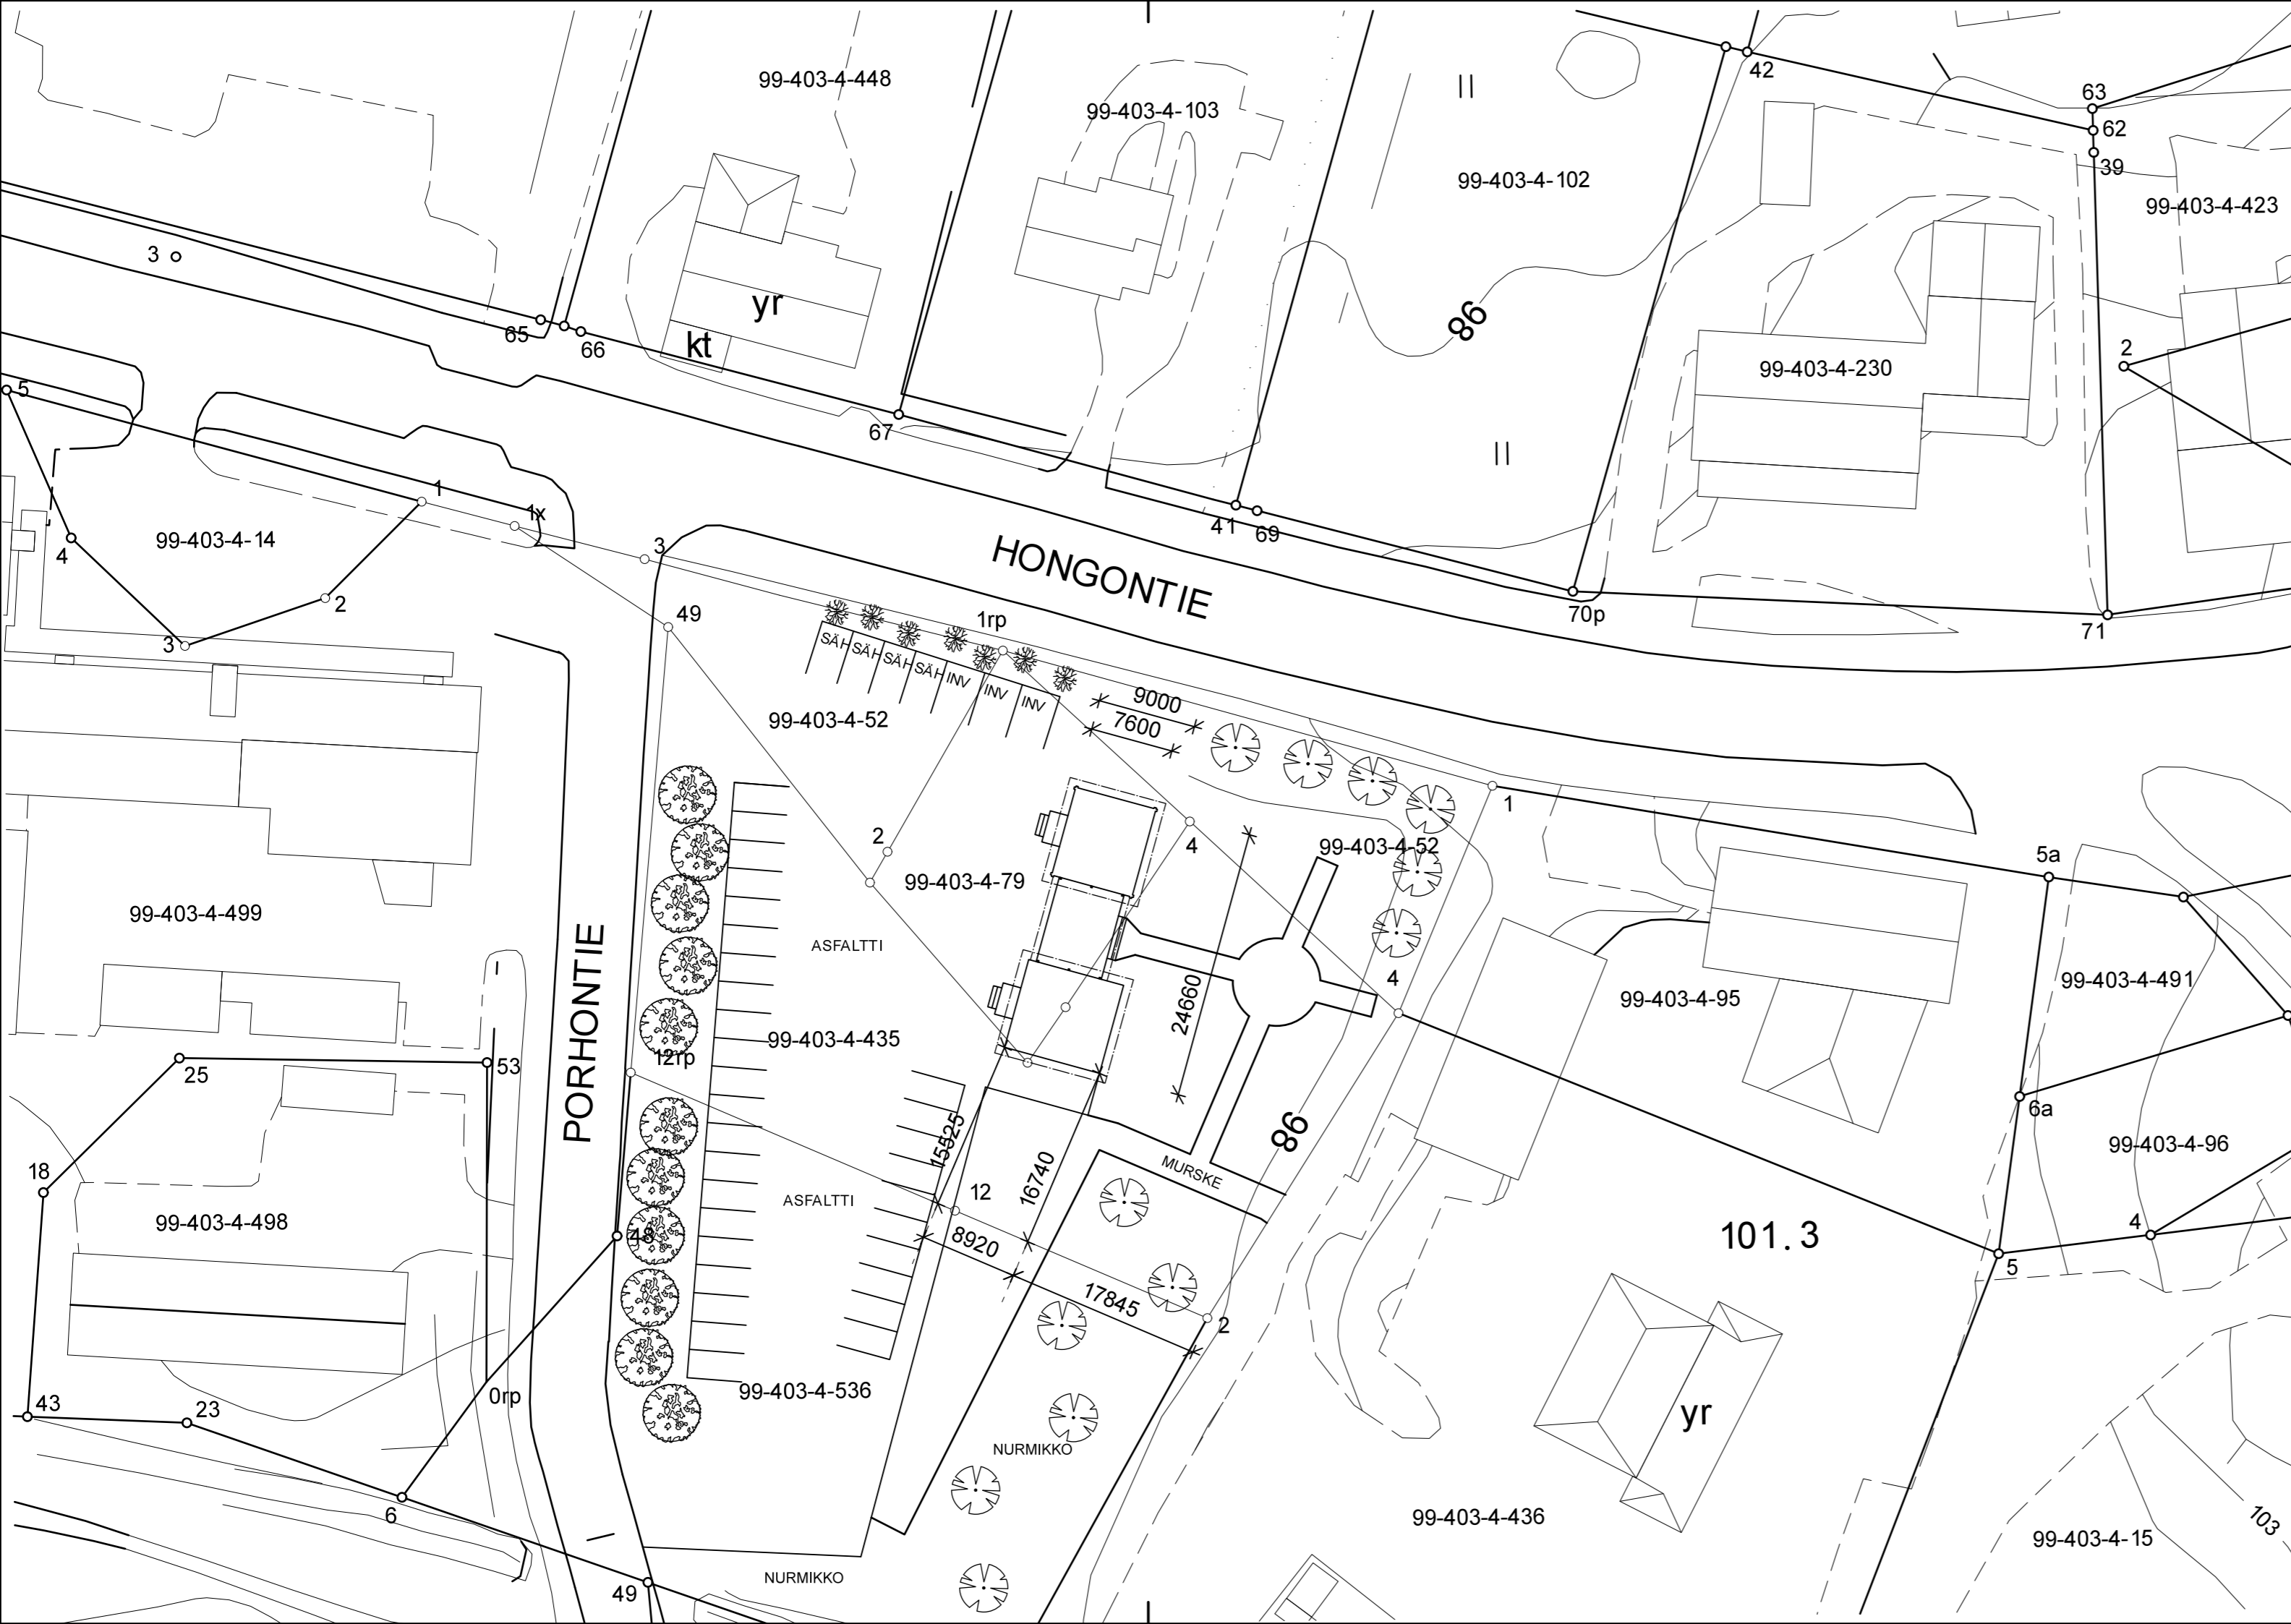 99-403-4-448
99-403-4-103
42
63
62
39
99-403-4-102
99-403-4-423
3
yr
kt
86
65
66
99-403-4-230
2
5
67
1
1x
41
69
99-403-4-14
4
3
HONGONTIE
2
49
1rp
70p
71
3
SÄH
SÄH
SÄH
SÄH
INV
INV
INV
9000
7600
99-403-4-52
1
2
4
99-403-4-52
5a
99-403-4-79
99-403-4-499
PORHONTIE
ASFALTTI
4
24660
99-403-4-95
99-403-4-491
99-403-4-435
12rp
25
53
6a
86
15525
16740
MURSKE
99-403-4-96
18
99-403-4-498
ASFALTTI
12
48
8920
101.3
4
5
17845
2
0rp
99-403-4-536
43
23
yr
NURMIKKO
6
99-403-4-436
99-403-4-15
103
NURMIKKO
49